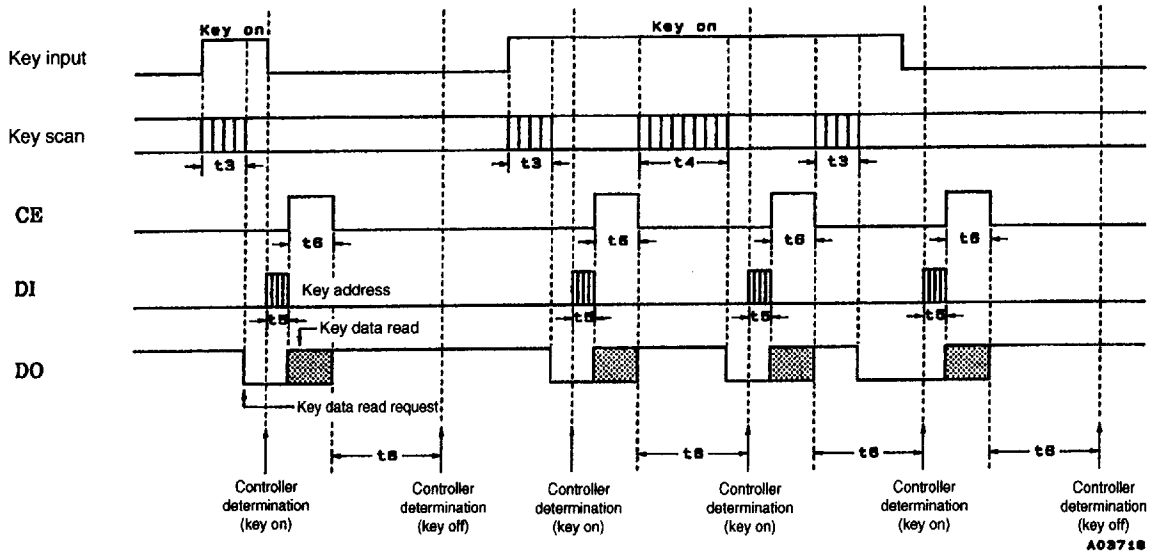 Key on
Key on
Key input
Key scan
t3
t3
t4
t3
CE
t6
t6
t6
t6
DI
Key address
t5
t5
t5
t5
Key data read
DO
Key data read request
t6
t6
t6
t6
Controller
determination
(key on)
Controller
determination
(key off)
Controller
determination
(key on)
Controller
determination
(key on)
Controller
determination
(key on)
Controller
determination
(key off)
A03718